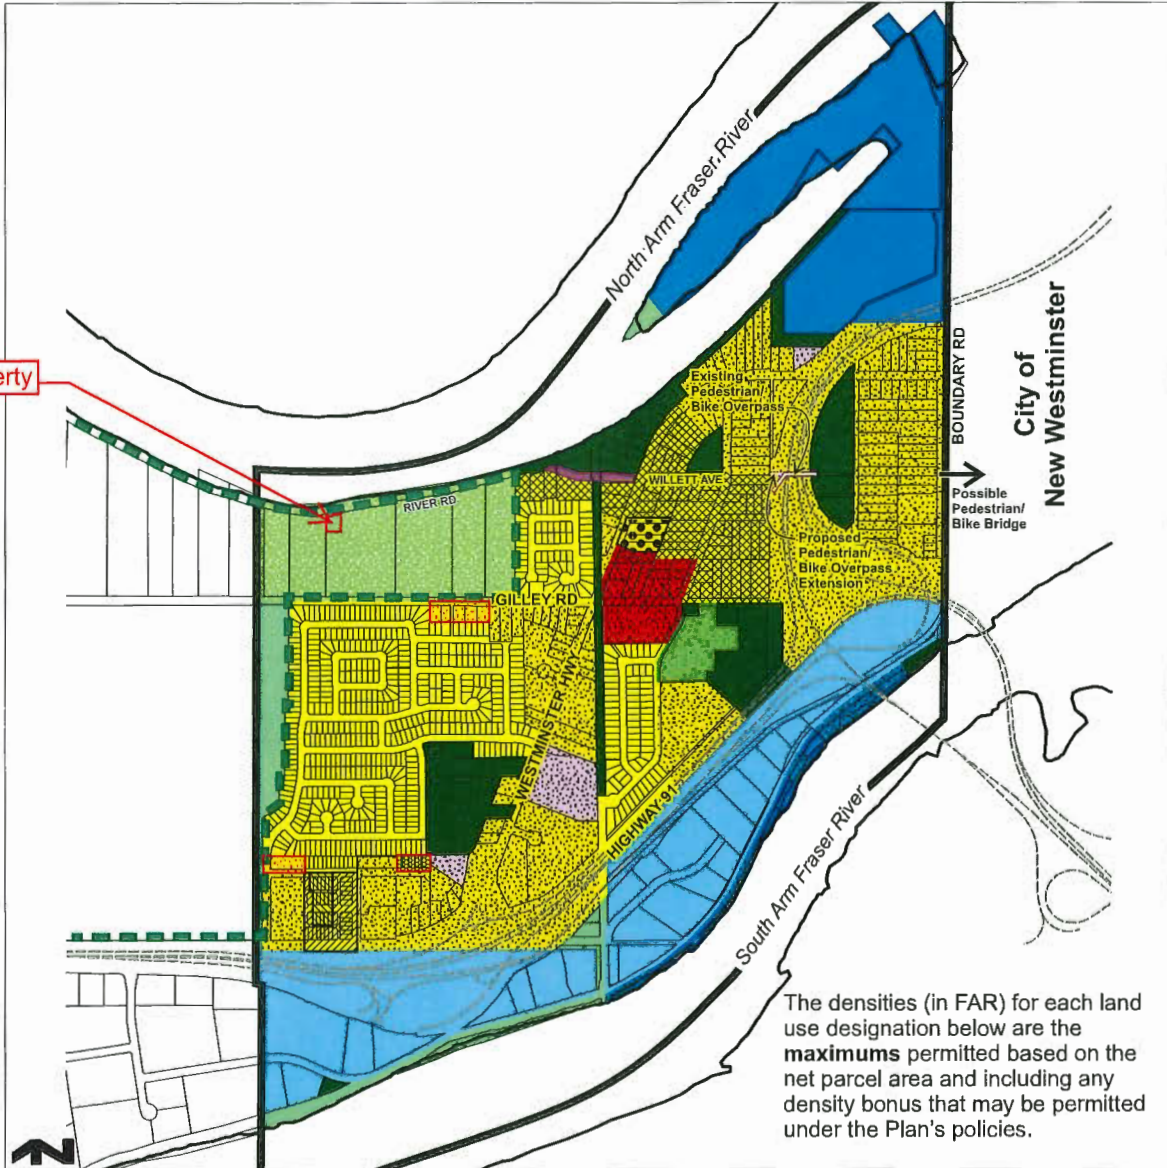 North Arm Fraser River
erty
Existing
Pedestrian/
Bike Overpass
BOUNDARY RD
City of
New Westminster
WILLETT AVE
Possible
Pedestrian/
Bike Bridge
RIVER RD
Proposed
Pedestrian/
Bike Overpass
Extension
GILLEY RD
WESTMINSTER HWY
HIGHWAY 91
South Arm Fraser River
The densities (in FAR) for each land
use designation below are the
maximums permitted based on the
net parcel area and including any
density bonus that may be permitted
under the Plan's policies.
N